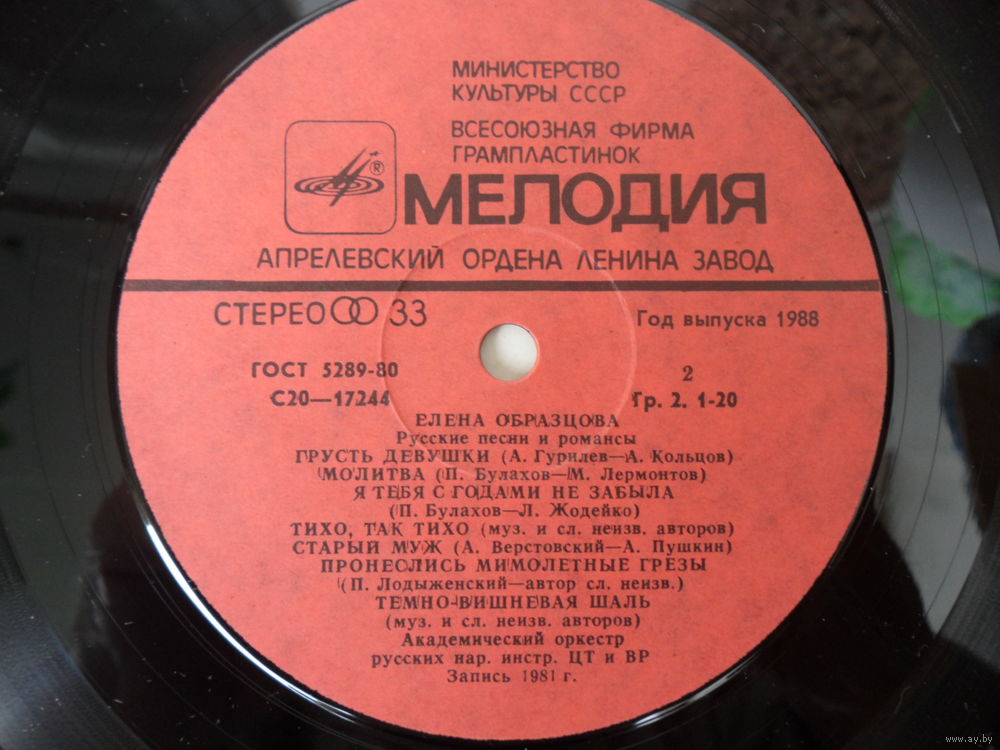 МИНИСТЕРСТВО
КУЛЬТУРЫ СССР
ВСЕСОЮЗНАЯ ФИРМА
ГРАМПЛАСТИНОК
®
МЕЛОДИЯ
АПРЕЛЕВСКИЙ ОРДЕНА ЛЕНИНА ЗАВОД
СТЕРЕО 33
Год выпуска 1988
ГОСТ 5289-80
2
С20—17244
Гр. 2. 1-20
ЕЛЕНА ОБРАЗЦОВА
Русские песни и романсы
ГРУСТЬ ДЕВУШКИ (А. Гурилев—А. Кольцов)
МОЛИТВА (П. Булахов—М. Лермонтов)
Я ТЕБЯ С ГОДАМИ НЕ ЗАБЫЛА
(П. Булахов—Л. Жодейко)
ТИХО, ТАК ТИХО (муз. и сл. неизв. авторов)
СТАРЫЙ МУЖ (А. Верстовский—А. Пушкин)
ПРОНЕСЛИСЬ МИМОЛЕТНЫЕ ГРЕЗЫ
(П. Лодыженский—автор сл. неизв.)
ТЕМНО-ВИШНЕВАЯ ШАЛЬ
(муз. и сл. неизв. авторов)
Академический оркестр
русских нар. инстр. ЦТ и ВР
Запись 1981 г.
www.ay.by